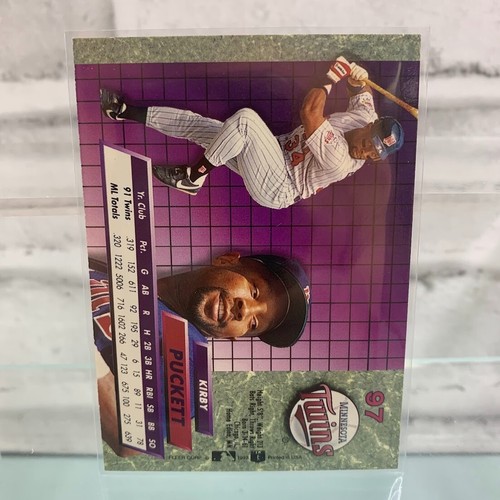 97
MINNESOTA
Twins
34
KIRBY
PUCKETT
Yr. Club Pct. G AB R H 2B 3B HR RBI SB BB SO
91 Twins .319 152 611 92 195 29 6 15 89 11 31 78
ML Totals .320 1222 5006 716 1602 266 47 123 675 100 275 639